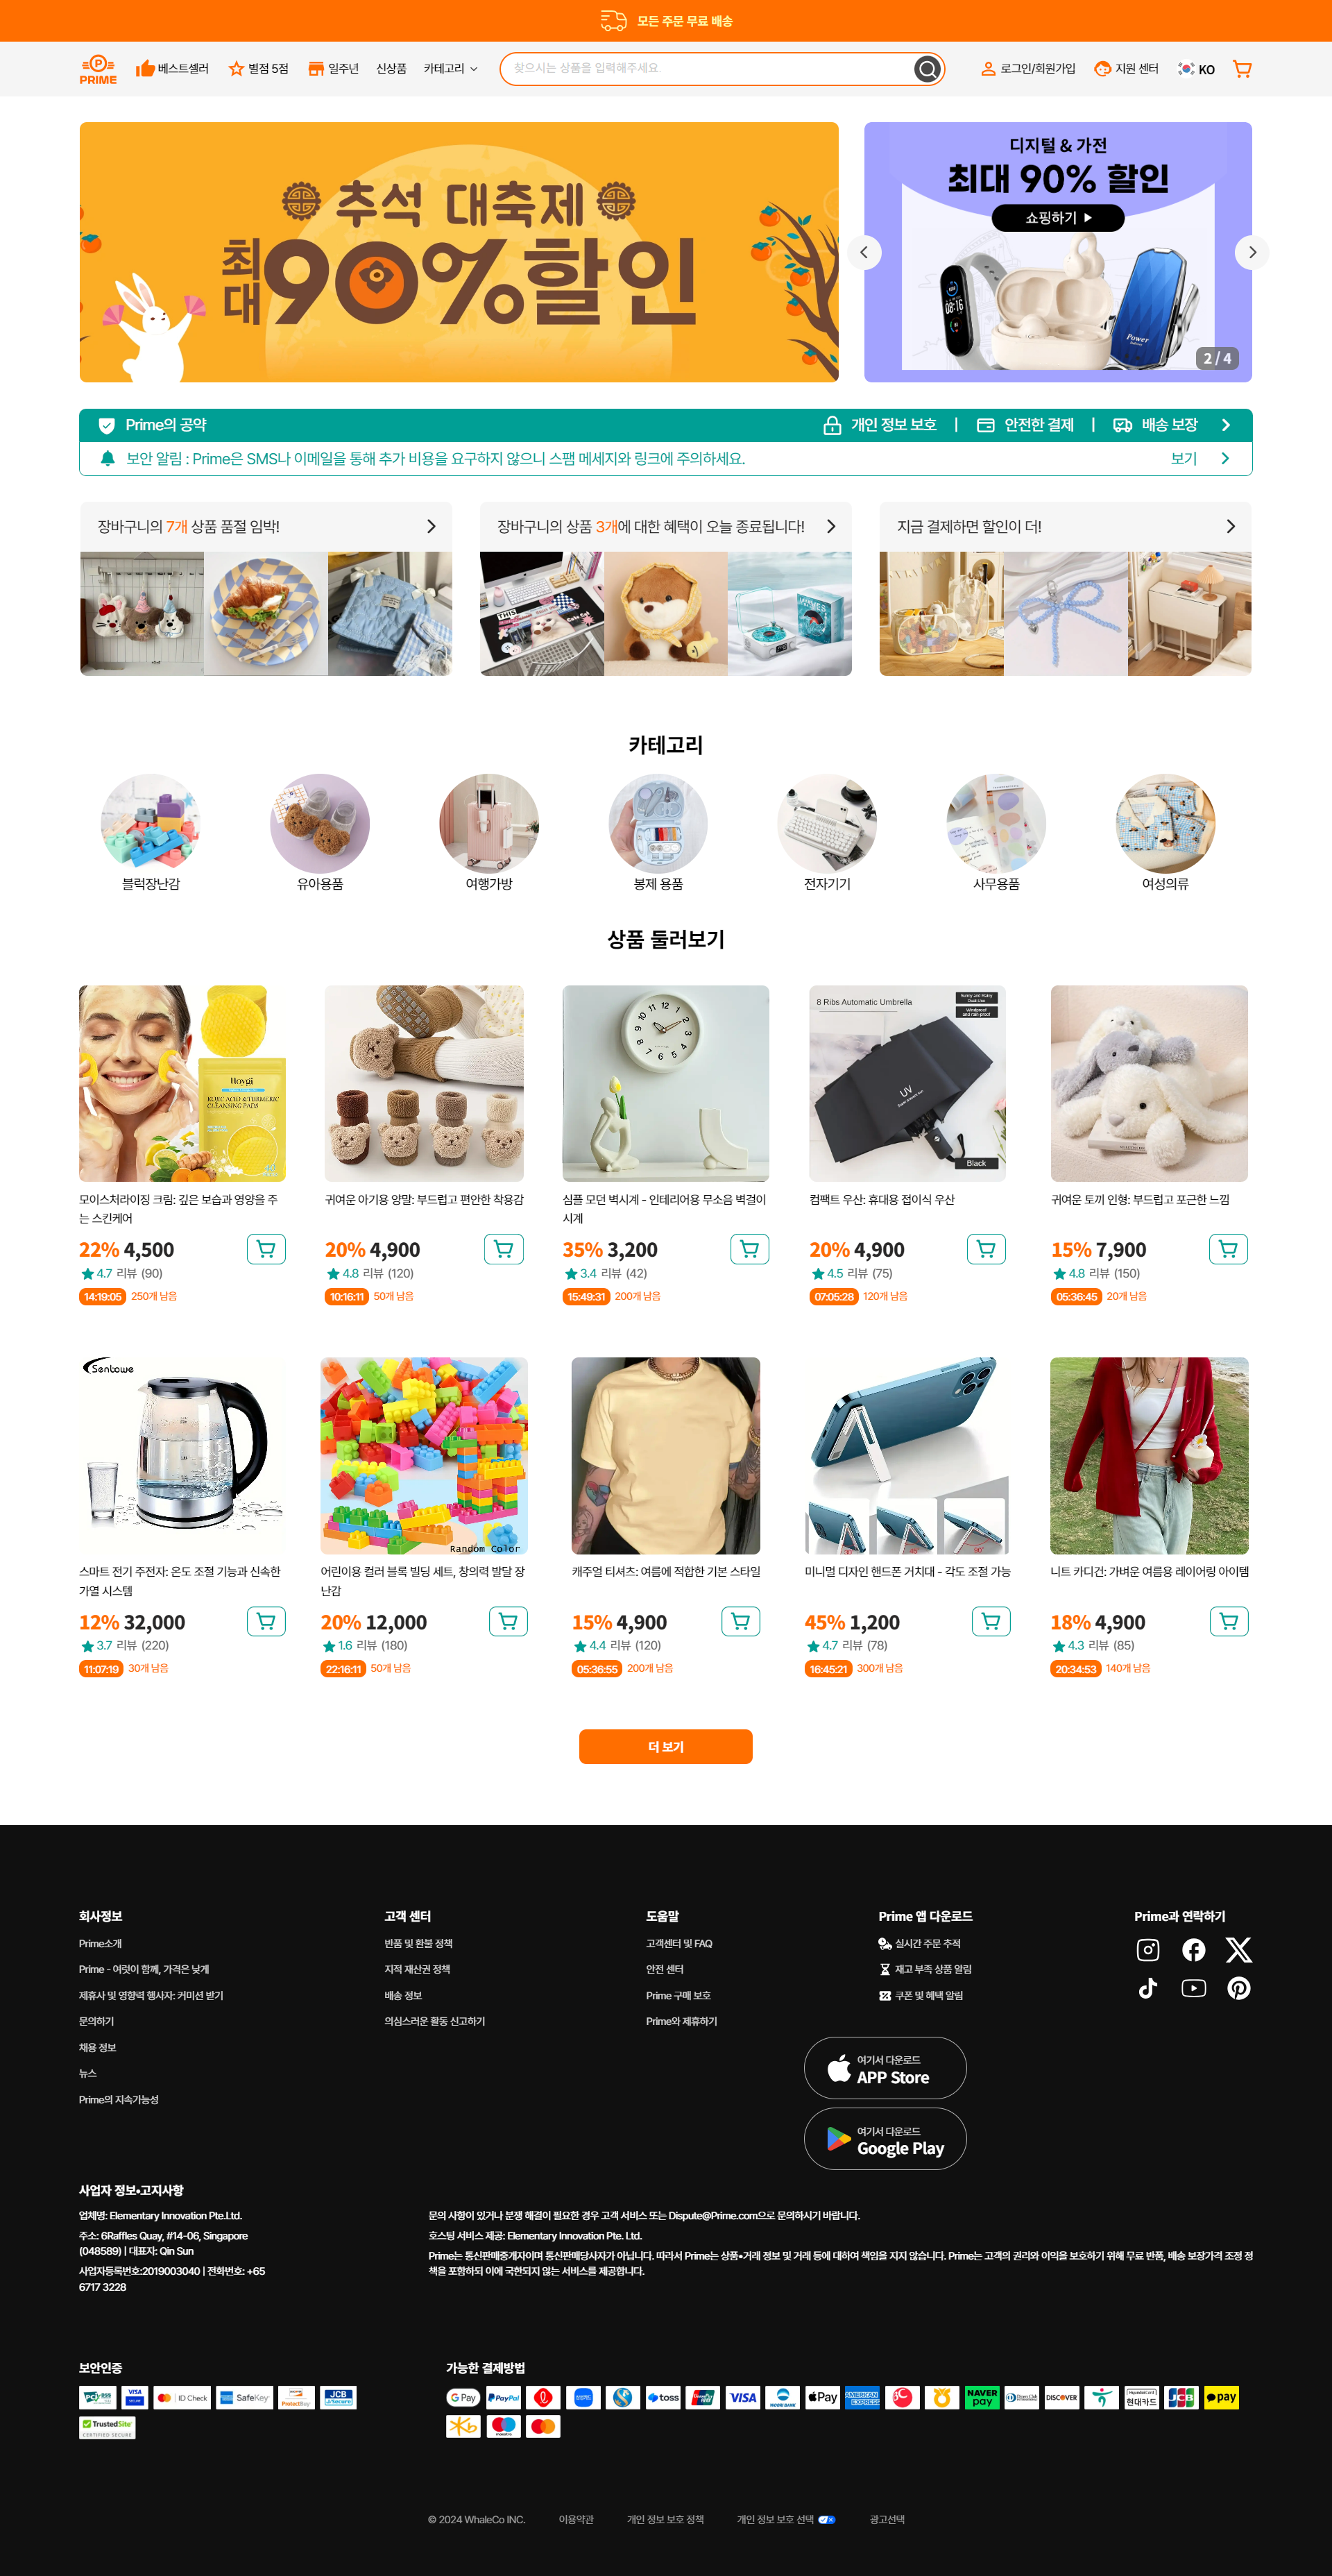 모든 주문 무료 배송
PRIME
베스트셀러
별점 5점
일주년
신상품
카테고리
찾으시는 상품을 입력해주세요.
로그인/회원가입
지원 센터
KO
추석 대축제
최대 90% 할인
디지털 & 가전
최대 90% 할인
쇼핑하기
08:16
Power
2 / 4
Prime의 공약
개인 정보 보호 | 안전한 결제 | 배송 보장
보안 알림 : Prime은 SMS나 이메일을 통해 추가 비용을 요구하지 않으니 스팸 메세지와 링크에 주의하세요.
보기
장바구니의 7개 상품 품절 임박!
장바구니의 상품 3개에 대한 혜택이 오늘 종료됩니다!
지금 결제하면 할인이 더!
카테고리
블럭장난감
유아용품
여행가방
봉제 용품
전자기기
사무용품
여성의류
상품 둘러보기
Hoygi
KOJIC ACID &TURMERIC
CLEANSING PADS
8 Ribs Automatic Umbrella
UV
Black
모이스처라이징 크림: 깊은 보습과 영양을 주
는 스킨케어
22% 4,500
4.7 리뷰 (90)
14:19:05 250개 남음
귀여운 아기용 양말: 부드럽고 편안한 착용감
20% 4,900
4.8 리뷰 (120)
10:16:11 50개 남음
심플 모던 벽시계 - 인테리어용 무소음 벽걸이
시계
35% 3,200
3.4 리뷰 (42)
15:49:31 200개 남음
컴팩트 우산: 휴대용 접이식 우산
20% 4,900
4.5 리뷰 (75)
07:05:28 120개 남음
귀여운 토끼 인형: 부드럽고 포근한 느낌
15% 7,900
4.8 리뷰 (150)
05:36:45 20개 남음
Senbowe
Random Color
스마트 전기 주전자: 온도 조절 기능과 신속한
가열 시스템
12% 32,000
3.7 리뷰 (220)
11:07:19 30개 남음
어린이용 컬러 블록 빌딩 세트, 창의력 발달 장
난감
20% 12,000
1.6 리뷰 (180)
22:16:11 50개 남음
캐주얼 티셔츠: 여름에 적합한 기본 스타일
15% 4,900
4.4 리뷰 (120)
05:36:55 200개 남음
미니멀 디자인 핸드폰 거치대 - 각도 조절 가능
45% 1,200
4.7 리뷰 (78)
16:45:21 300개 남음
니트 카디건: 가벼운 여름용 레이어링 아이템
18% 4,900
4.3 리뷰 (85)
20:34:53 140개 남음
더 보기
회사정보
Prime소개
Prime - 여럿이 함께, 가격은 낮게
제휴사 및 영향력 행사자: 커미션 받기
문의하기
채용 정보
뉴스
Prime의 지속가능성
고객 센터
반품 및 환불 정책
지적 재산권 정책
배송 정보
의심스러운 활동 신고하기
도움말
고객센터 및 FAQ
안전 센터
Prime 구매 보호
Prime와 제휴하기
Prime 앱 다운로드
실시간 주문 추적
재고 부족 상품 알림
쿠폰 및 혜택 알림
여기서 다운로드
APP Store
여기서 다운로드
Google Play
Prime과 연락하기
사업자 정보•고지사항
업체명: Elementary Innovation Pte.Ltd.
주소: 6Raffles Quay, #14-06, Singapore
(048589) | 대표자: Qin Sun
사업자등록번호:2019003040 | 전화번호: +65
6717 3228
문의 사항이 있거나 분쟁 해결이 필요한 경우 고객 서비스 또는 Dispute@Prime.com으로 문의하시기 바랍니다.
호스팅 서비스 제공: Elementary Innovation Pte. Ltd.
Prime는 통신판매중개자이며 통신판매당사자가 아닙니다. 따라서 Prime는 상품•거래 정보 및 거래 등에 대하여 책임을 지지 않습니다. Prime는 고객의 권리와 이익을 보호하기 위해 무료 반품, 배송 보장가격 조정 정
책을 포함하되 이에 국한되지 않는 서비스를 제공합니다.
보안인증
VISA
ID Check
SafeKey
ProtectBuy
JCB
TrustedSite
CERTIFIED SECURE
가능한 결제방법
G Pay
PayPal
toss
VISA
Pay
AMERICAN EXPRESS
NAVER pay
DISCOVER
현대카드
JCB
pay
maestro
© 2024 WhaleCo INC.
이용약관
개인 정보 보호 정책
개인 정보 보호 선택
광고선택